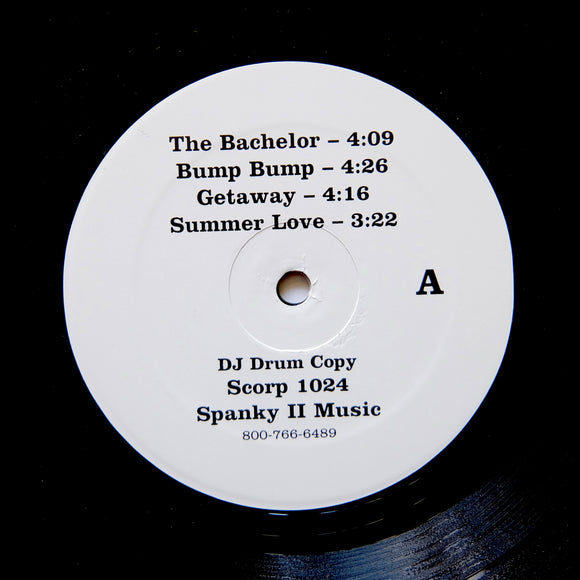 The Bachelor – 4:09
Bump Bump – 4:26
Getaway – 4:16
Summer Love – 3:22
A
DJ Drum Copy
Scorp 1024
Spanky II Music
800-766-6489